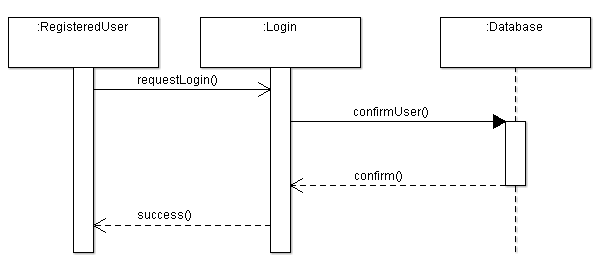 :RegisteredUser
:Login
:Database
requestLogin()
confirmUser()
confirm()
success()